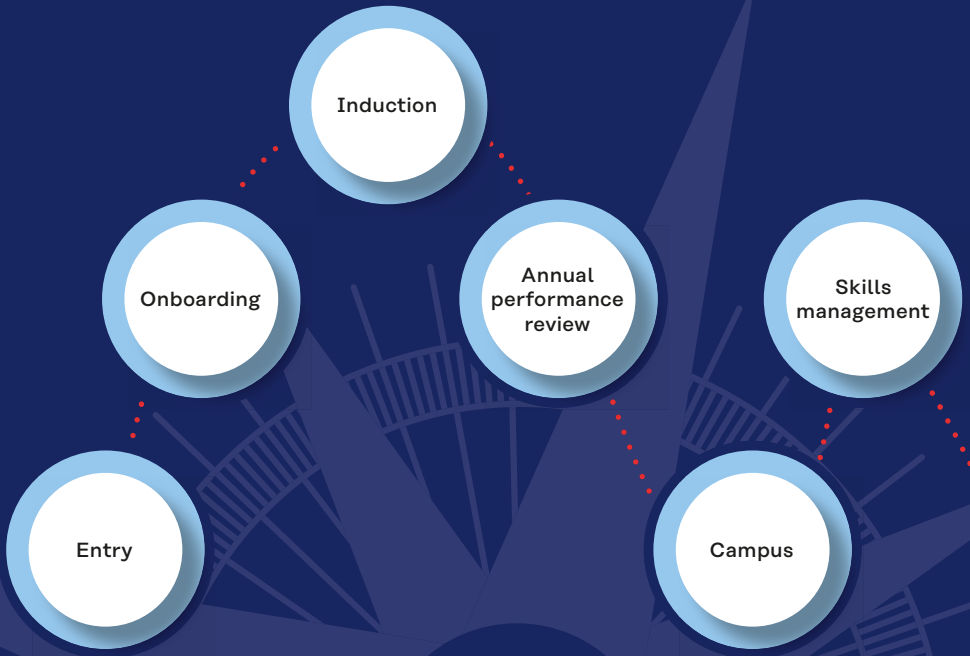 Induction
Onboarding
Annual
performance
review
Skills
management
Entry
Campus